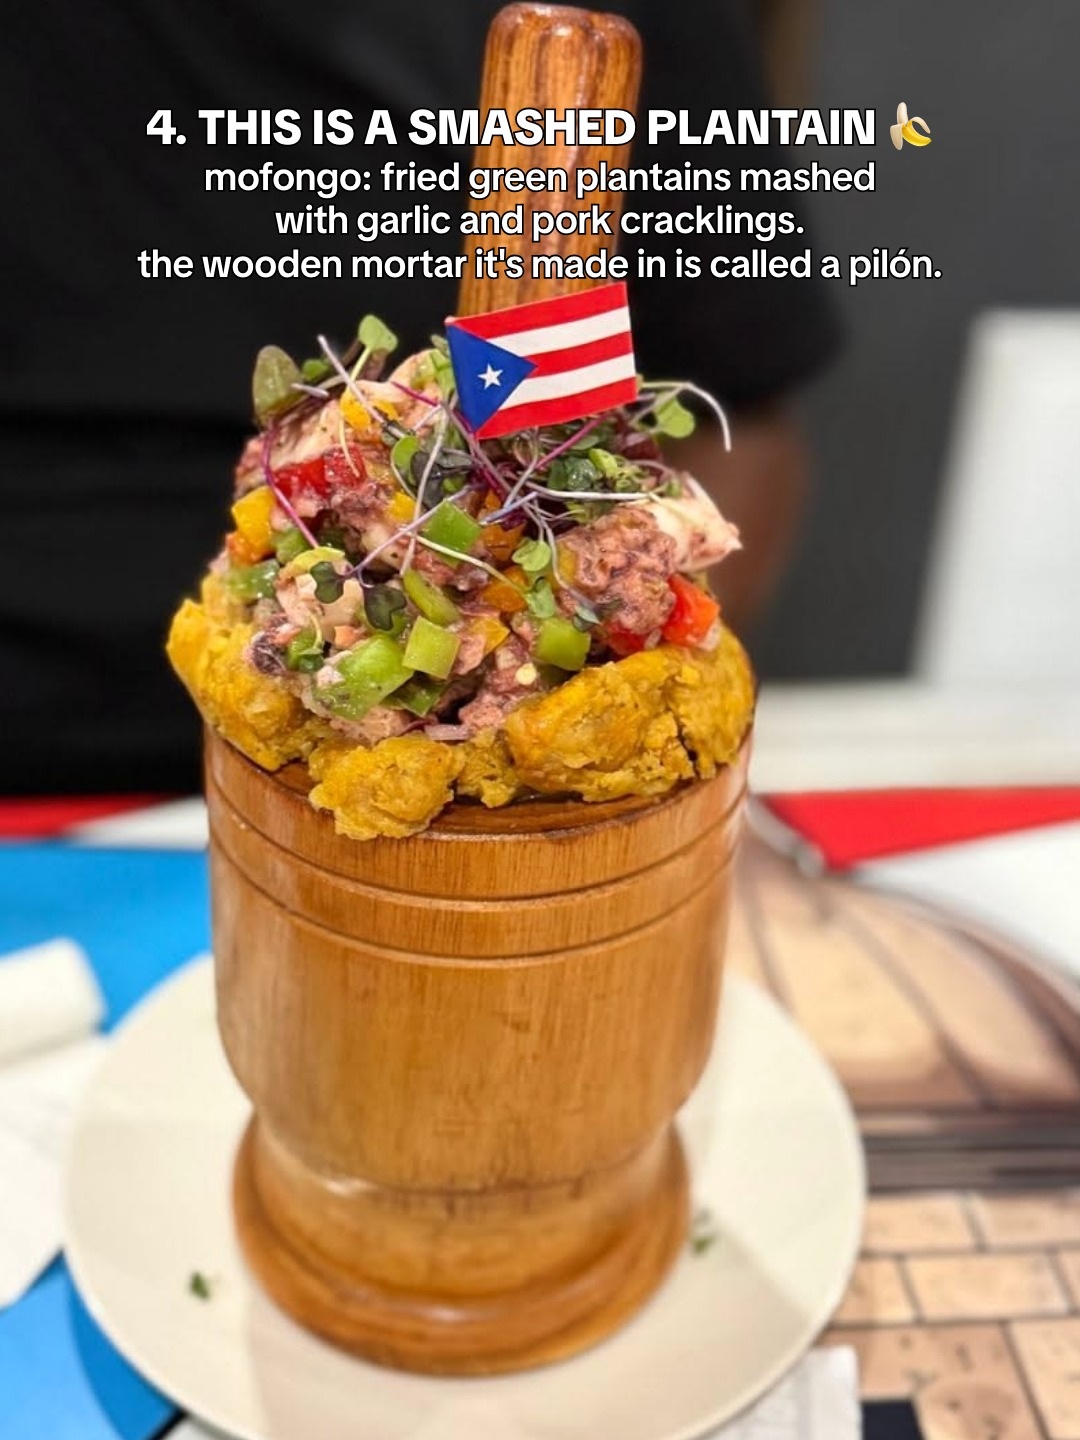 4. THIS IS A SMASHED PLANTAIN 🍌
mofongo: fried green plantains mashed
with garlic and pork cracklings.
the wooden mortar it's made in is called a pilón.